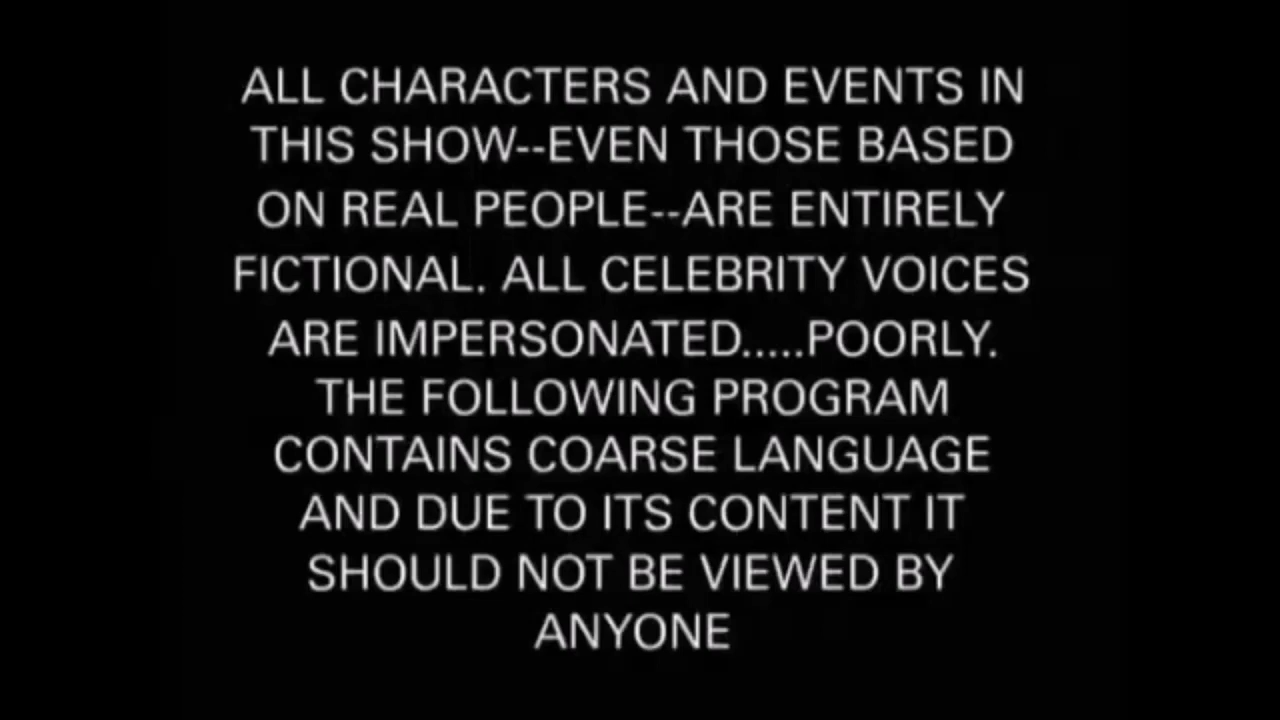 ALL CHARACTERS AND EVENTS IN
THIS SHOW--EVEN THOSE BASED
ON REAL PEOPLE--ARE ENTIRELY
FICTIONAL. ALL CELEBRITY VOICES
ARE IMPERSONATED.....POORLY.
THE FOLLOWING PROGRAM
CONTAINS COARSE LANGUAGE
AND DUE TO ITS CONTENT IT
SHOULD NOT BE VIEWED BY
ANYONE